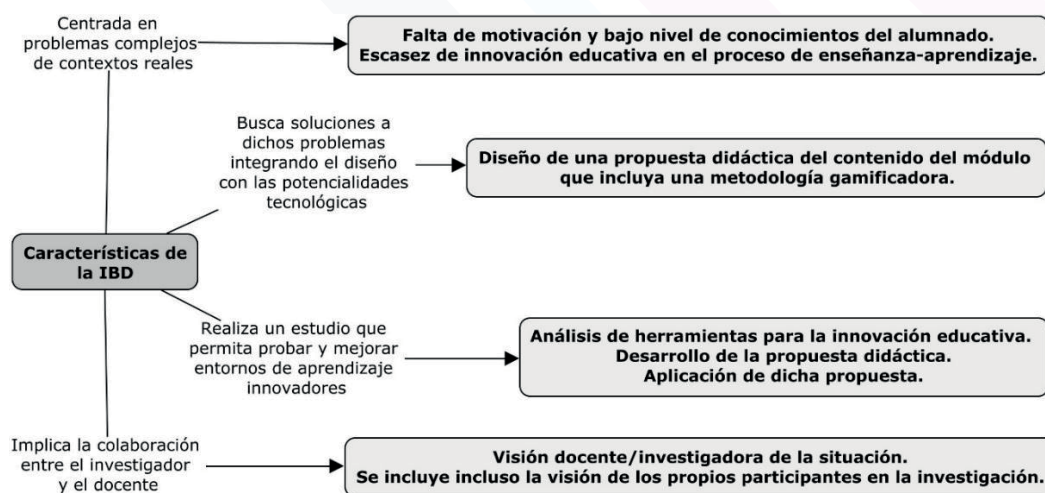 Centrada en
problemas complejos
de contextos reales
Falta de motivación y bajo nivel de conocimientos del alumnado.
Escasez de innovación educativa en el proceso de enseñanza-aprendizaje.
Busca soluciones a
dichos problemas
integrando el diseño
con las potencialidades
tecnológicas
Diseño de una propuesta didáctica del contenido del módulo
que incluya una metodología gamificadora.
Características de
la IBD
Realiza un estudio que
permita probar y mejorar
entornos de aprendizaje
innovadores
Análisis de herramientas para la innovación educativa.
Desarrollo de la propuesta didáctica.
Aplicación de dicha propuesta.
Implica la colaboración
entre el investigador
y el docente
Visión docente/investigadora de la situación.
Se incluye incluso la visión de los propios participantes en la investigación.